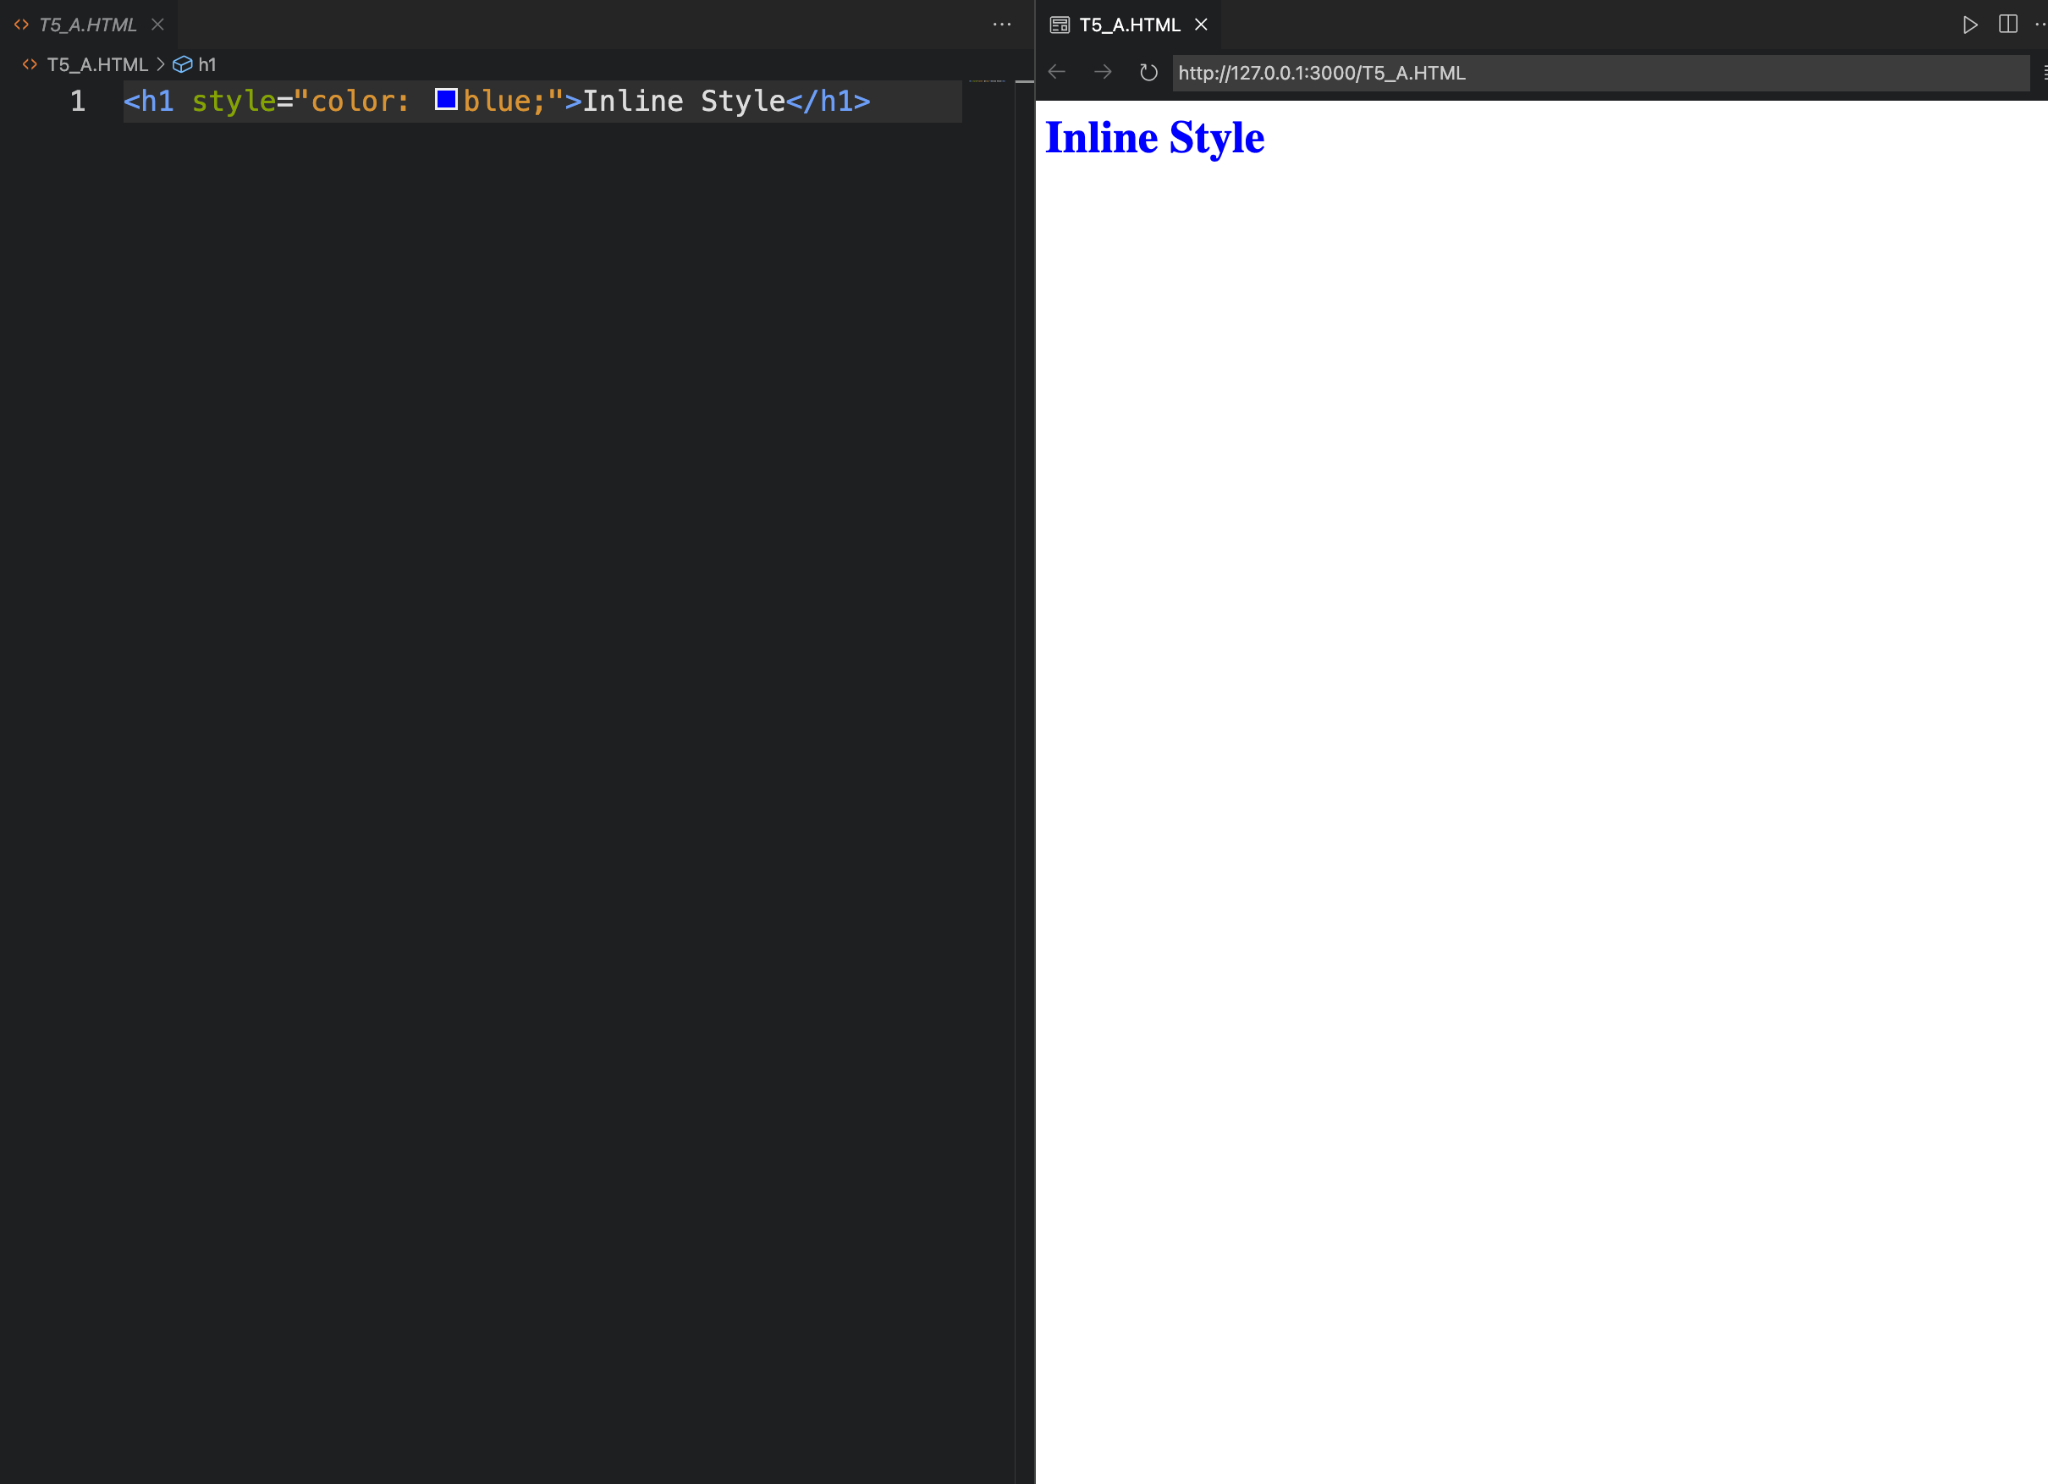 T5_A.HTML
T5_A.HTML > h1
1 <h1 style="color: blue;">Inline Style</h1>
T5_A.HTML
http://127.0.0.1:3000/T5_A.HTML
Inline Style